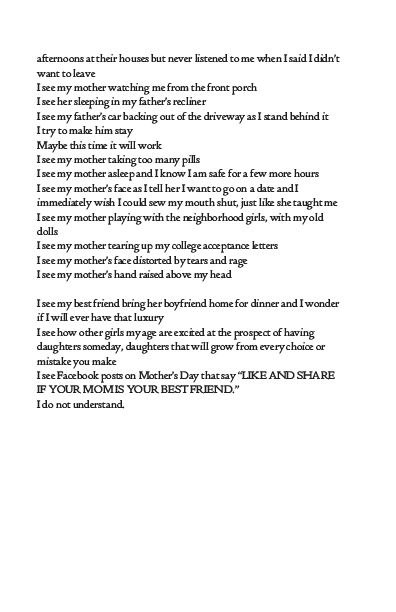 afternoons at their houses but never listened to me when I said I didn't
want to leave
I see my mother watching me from the front porch
I see her sleeping in my father's recliner
I see my father's car backing out of the driveway as I stand behind it
I try to make him stay
Maybe this time it will work
I see my mother taking too many pills
I see my mother asleep and I know I am safe for a few more hours
I see my mother's face as I tell her I want to go on a date and I
immediately wish I could sew my mouth shut, just like she taught me
I see my mother playing with the neighborhood girls, with my old
dolls
I see my mother tearing up my college acceptance letters
I see my mother's face distorted by tears and rage
I see my mother's hand raised above my head
I see my best friend bring her boyfriend home for dinner and I wonder
if I will ever have that luxury
I see how other girls my age are excited at the prospect of having
daughters someday, daughters that will grow from every choice or
mistake you make
I see Facebook posts on Mother's Day that say "LIKE AND SHARE
IF YOUR MOM IS YOUR BEST FRIEND."
I do not understand.